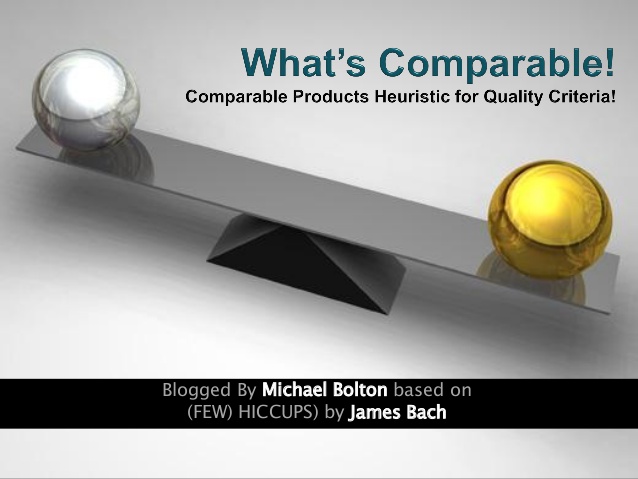 What's Comparable!
Comparable Products Heuristic for Quality Criteria!
Blogged By Michael Bolton based on
(FEW) HICCUPS) by James Bach